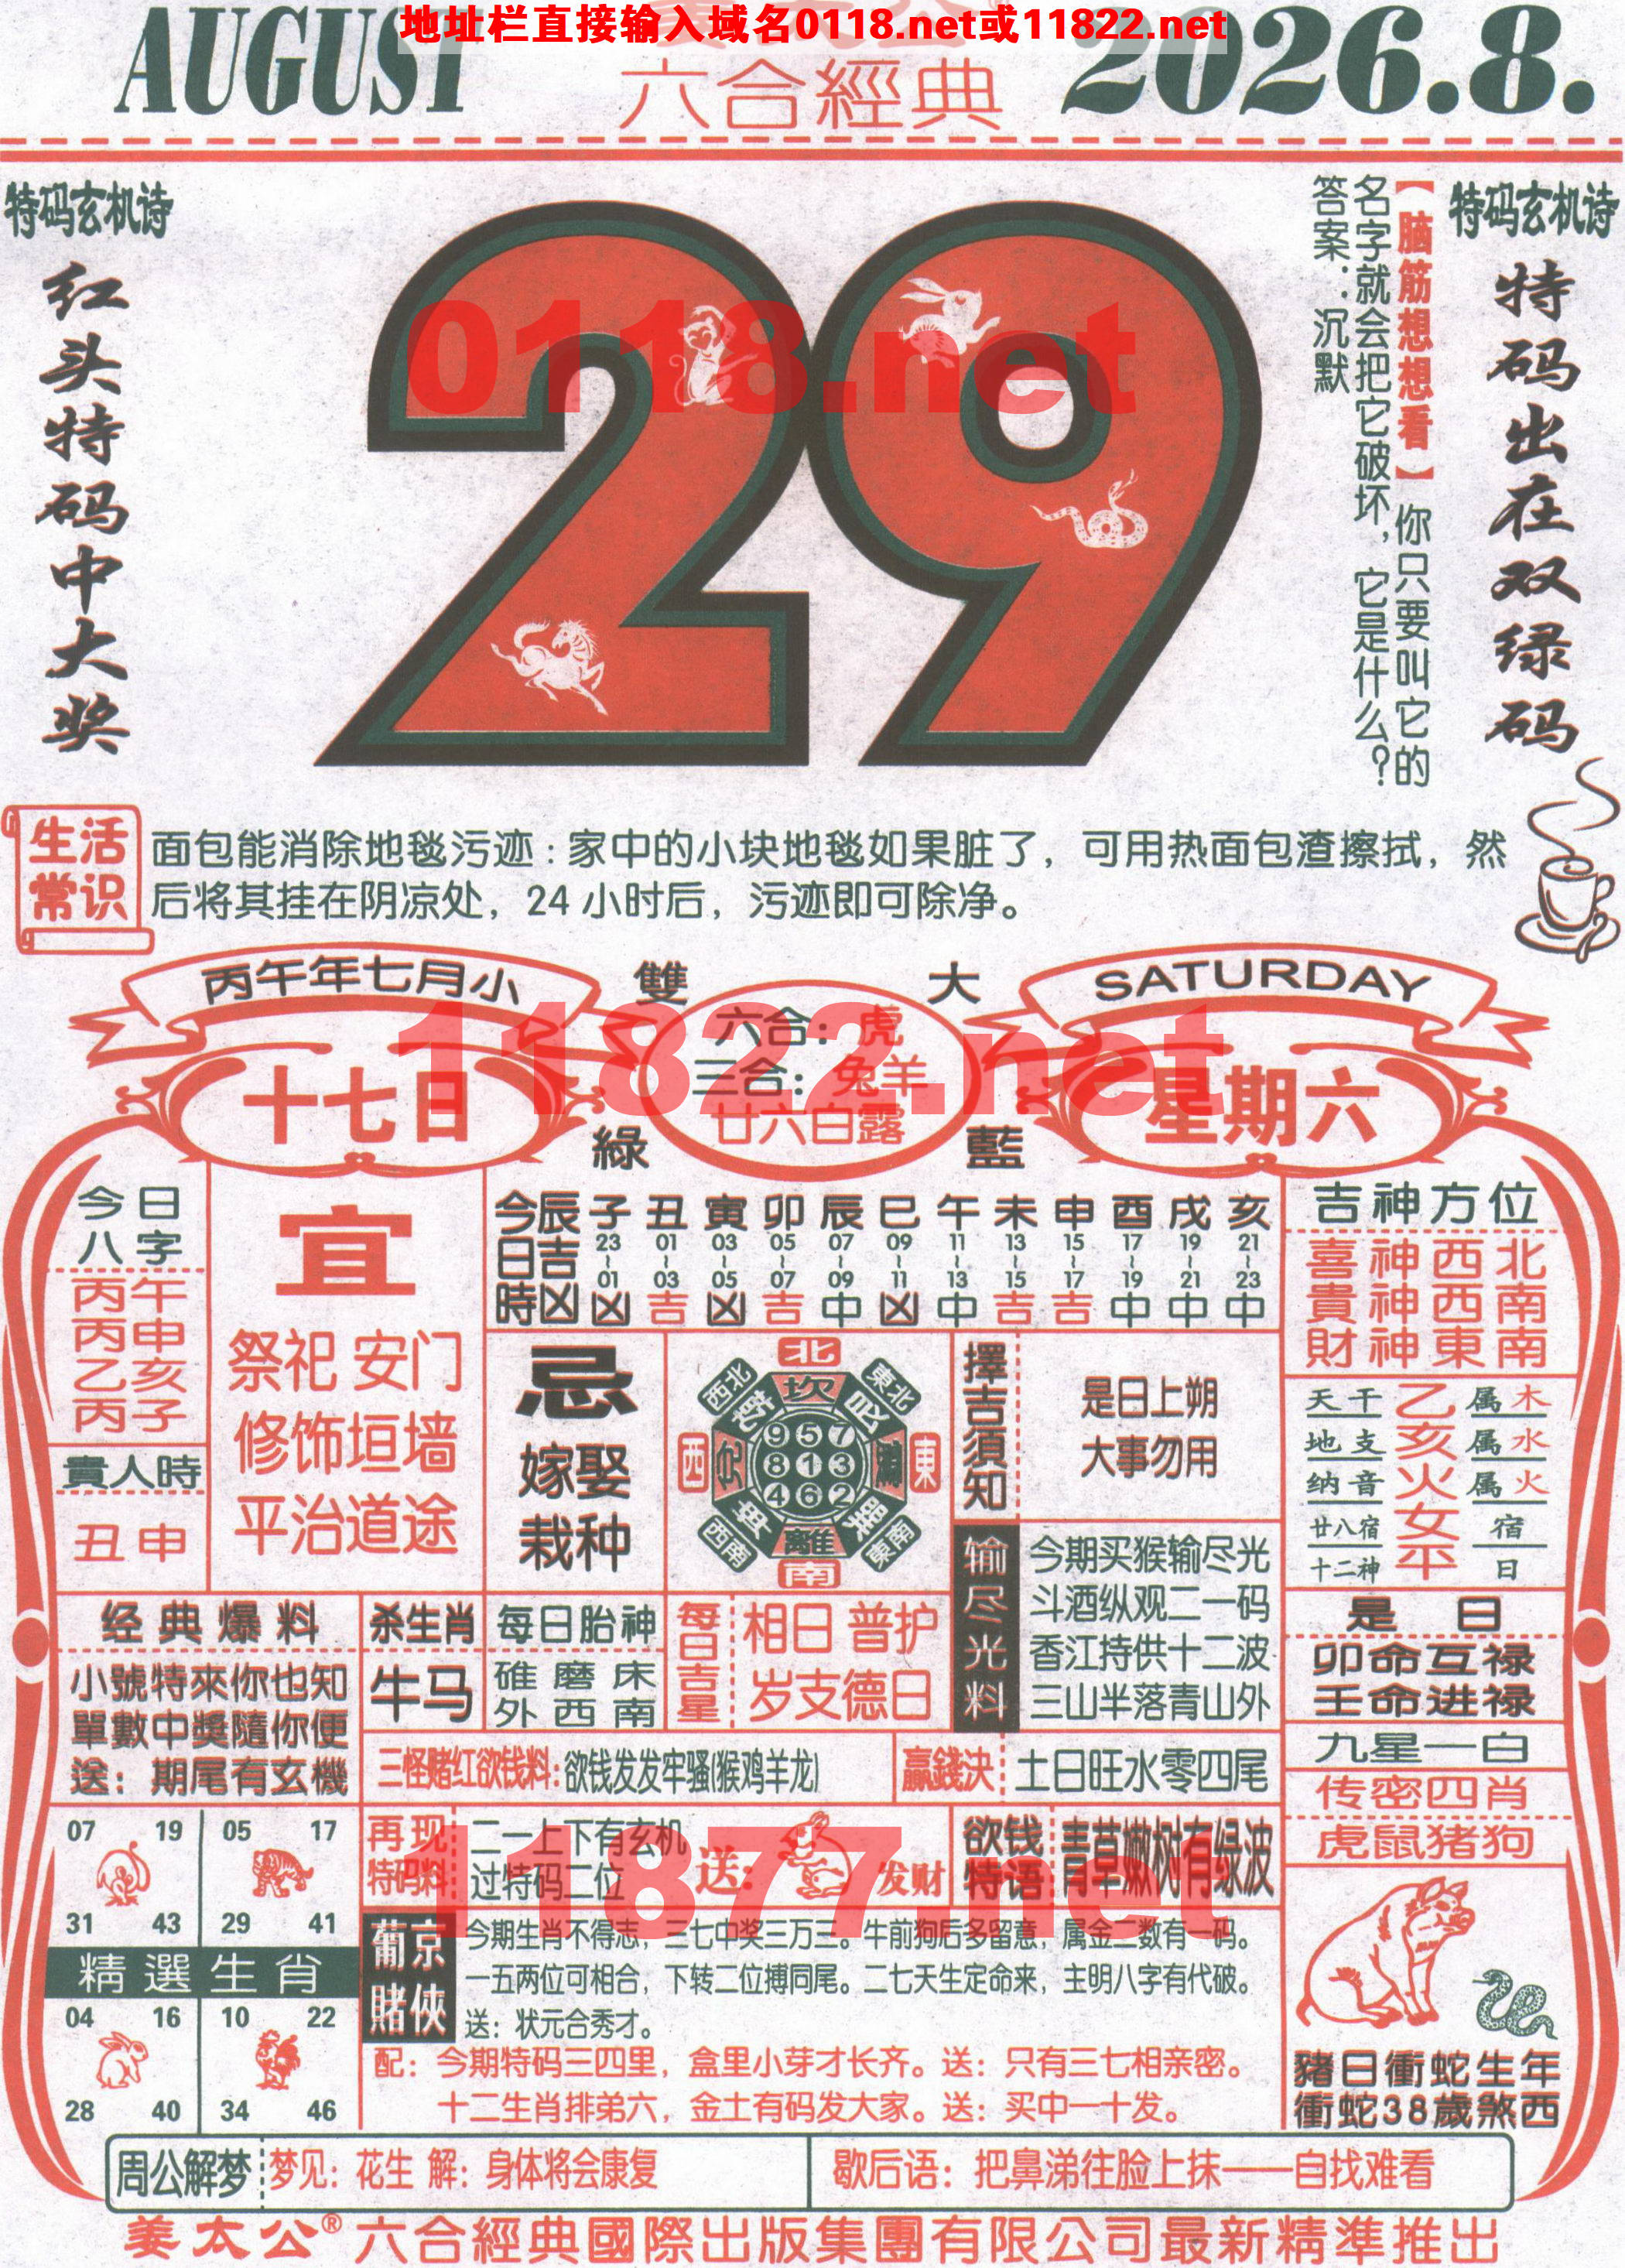 地址栏直接输入域名0118.net或11822.net
AUGUST
六合經典
2026.8.
特码玄机诗
红头特码中大奖
29
0118.net
【脑筋想想看】你只要叫它的
名字就会把它破坏，它是什么？
答案：沉默
特码玄机诗
特码出在双绿码
生活常识
面包能消除地毯污迹：家中的小块地毯如果脏了，可用热面包渣擦拭，然
后将其挂在阴凉处，24小时后，污迹即可除净。
丙午年七月小
十七日
雙
大
綠
藍
六合：虎
三合：兔羊
廿六白露
SATURDAY
星期六
11822.net
今日八字
丙午
丙申
乙亥
丙子
貴人時
丑申
宜
祭祀 安门
修饰垣墙
平治道途
今日時辰吉凶
子 丑 寅 卯 辰 巳 午 未 申 酉 戌 亥
23~01 01~03 03~05 05~07 07~09 09~11 11~13 13~15 15~17 17~19 19~21 21~23
凶 吉 凶 吉 中 凶 中 吉 吉 中 中 中
忌
嫁娶
栽种
北
西北
東北
西
東
西南
東南
南
坎
兌
離
957
813
462
擇吉須知
是日上朔
大事勿用
吉神方位
喜神西北
貴神西南
財神東南
天干 乙 属木
地支 亥 属水
纳音 火 属火
廿八宿 女 宿
十二神 平 日
输尽光料
今期买猴输尽光
斗酒纵观二一码
香江持供十二波
三山半落青山外
经典爆料
小號特來你也知
單數中獎隨你便
送：期尾有玄機
杀生肖
牛马
每日胎神
碓磨床
外西南
每日吉星
相日 普护
岁支德日
是日
卯命互禄
壬命进禄
九星一白
传密四肖
虎鼠猪狗
三怪赌红欲钱料：欲钱发发牢骚(猴鸡羊龙)
贏錢決：土日旺水零四尾
07 19
31 43
05 17
29 41
精選生肖
04 16
28 40
10 22
34 46
再现特码料
二一上下有玄机
过特码二位
送：
发财
欲钱特语
青草嫩树有绿波
11877.net
葡京賭俠
今期生肖不得志，三七中奖三万三。牛前狗后多留意，属金二数有一码。
一五两位可相合，下转二位搏同尾。二七天生定命来，主明八字有代破。
送：状元合秀才。
配：今期特码三四里，盒里小芽才长齐。送：只有三七相亲密。
十二生肖排弟六，金土有码发大家。送：买中一十发。
豬日衝蛇生年
衝蛇38歲煞西
周公解梦
梦见：花生 解：身体将会康复
歇后语：把鼻涕往脸上抹——自找难看
姜太公®六合經典國際出版集團有限公司最新精準推出